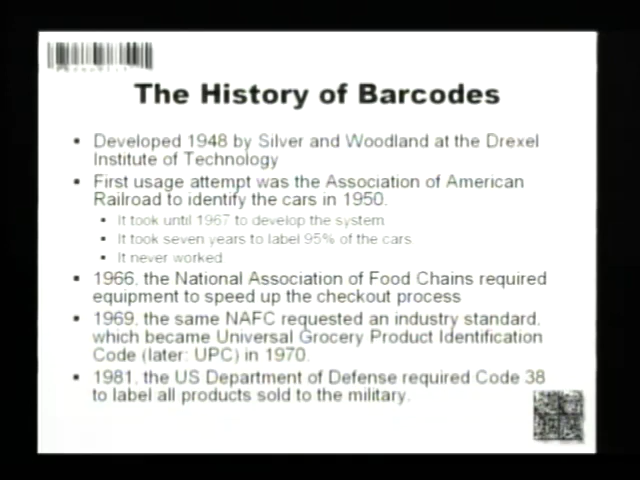 The History of Barcodes
Developed 1948 by Silver and Woodland at the Drexel
Institute of Technology
First usage attempt was the Association of American
Railroad to identify the cars in 1950.
It took until 1967 to develop the system
It took seven years to label 95% of the cars
It never worked
1966, the National Association of Food Chains required
equipment to speed up the checkout process
1969, the same NAFC requested an industry standard,
which became Universal Grocery Product Identification
Code (later: UPC) in 1970.
1981, the US Department of Defense required Code 38
to label all products sold to the military.